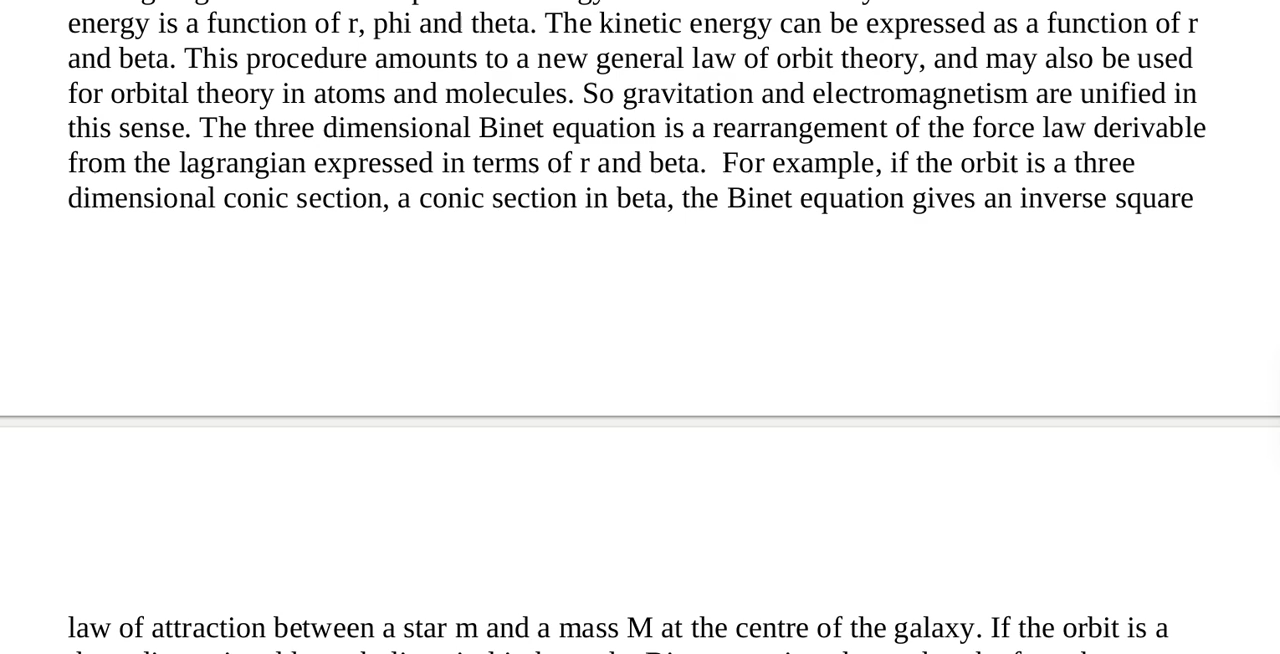 energy is a function of r, phi and theta. The kinetic energy can be expressed as a function of r
and beta. This procedure amounts to a new general law of orbit theory, and may also be used
for orbital theory in atoms and molecules. So gravitation and electromagnetism are unified in
this sense. The three dimensional Binet equation is a rearrangement of the force law derivable
from the lagrangian expressed in terms of r and beta.  For example, if the orbit is a three
dimensional conic section, a conic section in beta, the Binet equation gives an inverse square
law of attraction between a star m and a mass M at the centre of the galaxy. If the orbit is a